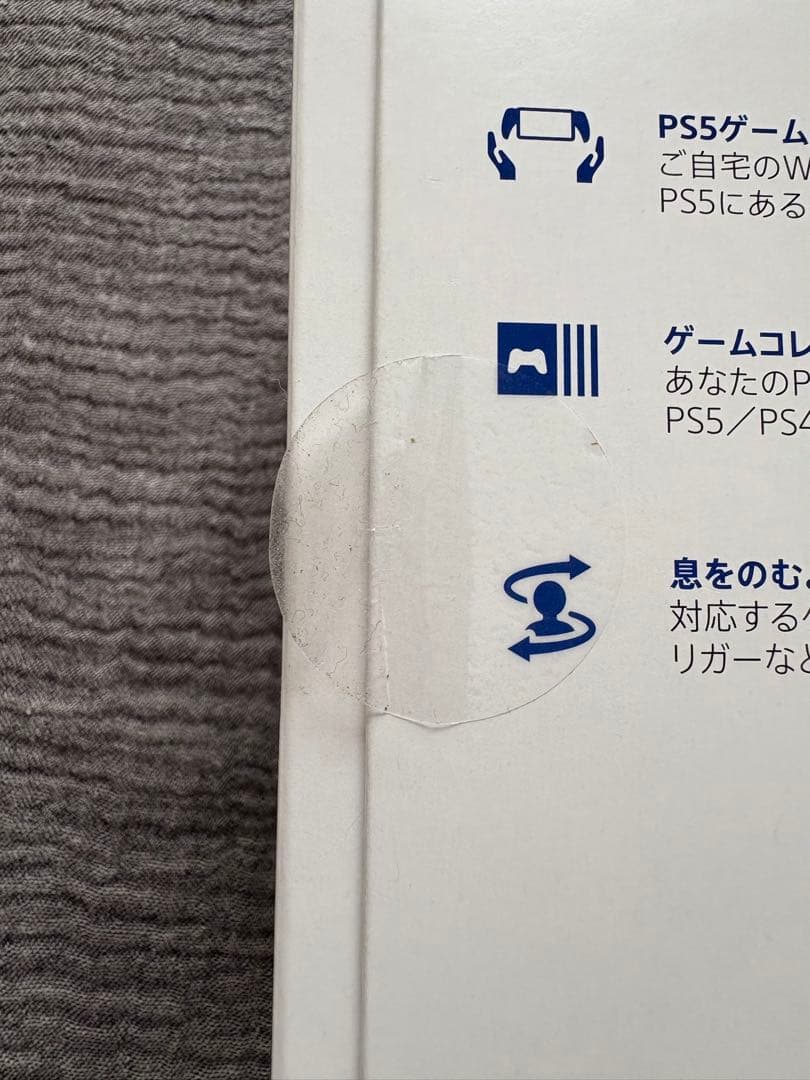 PS5ゲーム
ご自宅のW
PS5にある
ゲームコレ
あなたのP
PS5／PS4
息をのむ
対応する
リガーなど